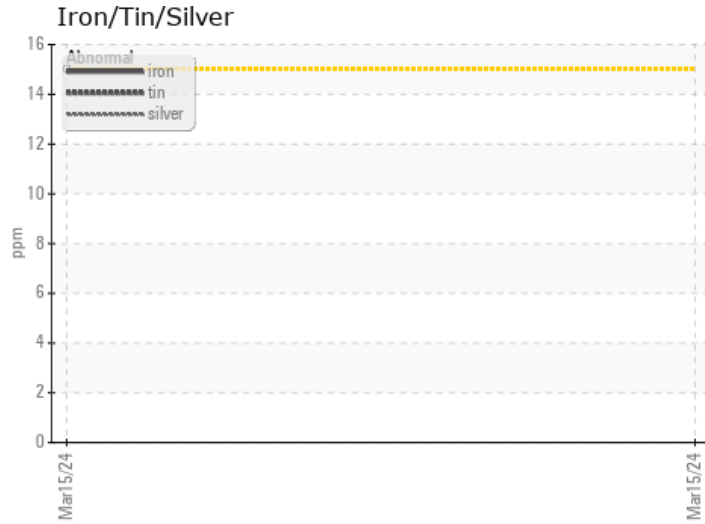 Iron/Tin/Silver
16
14
12
10
8
6
4
2
0
ppm
Abnormal
iron
tin
silver
Mar15/24
Mar15/24